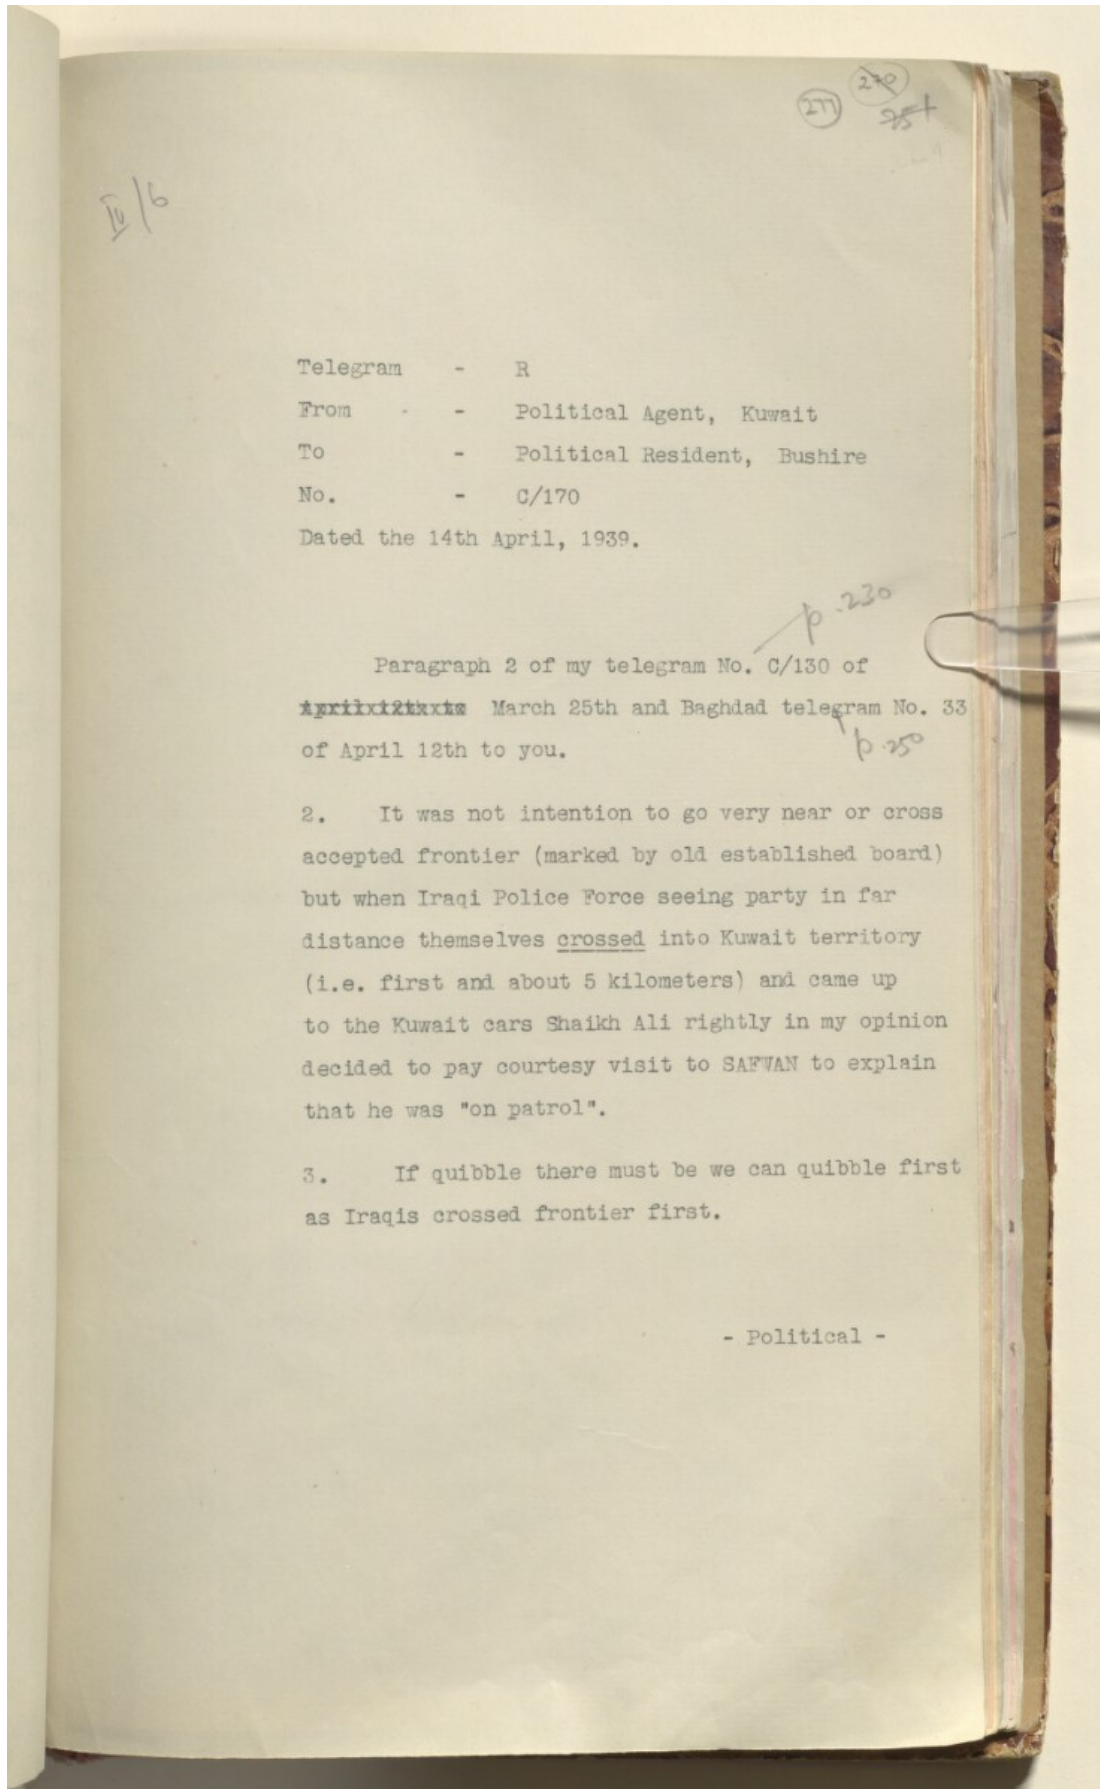 277
270
251
IV/6
Telegram - R
From - - Political Agent, Kuwait
To - Political Resident, Bushire
No. - C/170
Dated the 14th April, 1939.
p.230
Paragraph 2 of my telegram No. C/130 of
March 25th and Baghdad telegram No. 33
p.250
of April 12th to you.
2. It was not intention to go very near or cross
accepted frontier (marked by old established board)
but when Iraqi Police Force seeing party in far
distance themselves crossed into Kuwait territory
(i.e. first and about 5 kilometers) and came up
to the Kuwait cars Shaikh Ali rightly in my opinion
decided to pay courtesy visit to SAFWAN to explain
that he was "on patrol".
3. If quibble there must be we can quibble first
as Iraqis crossed frontier first.
- Political -